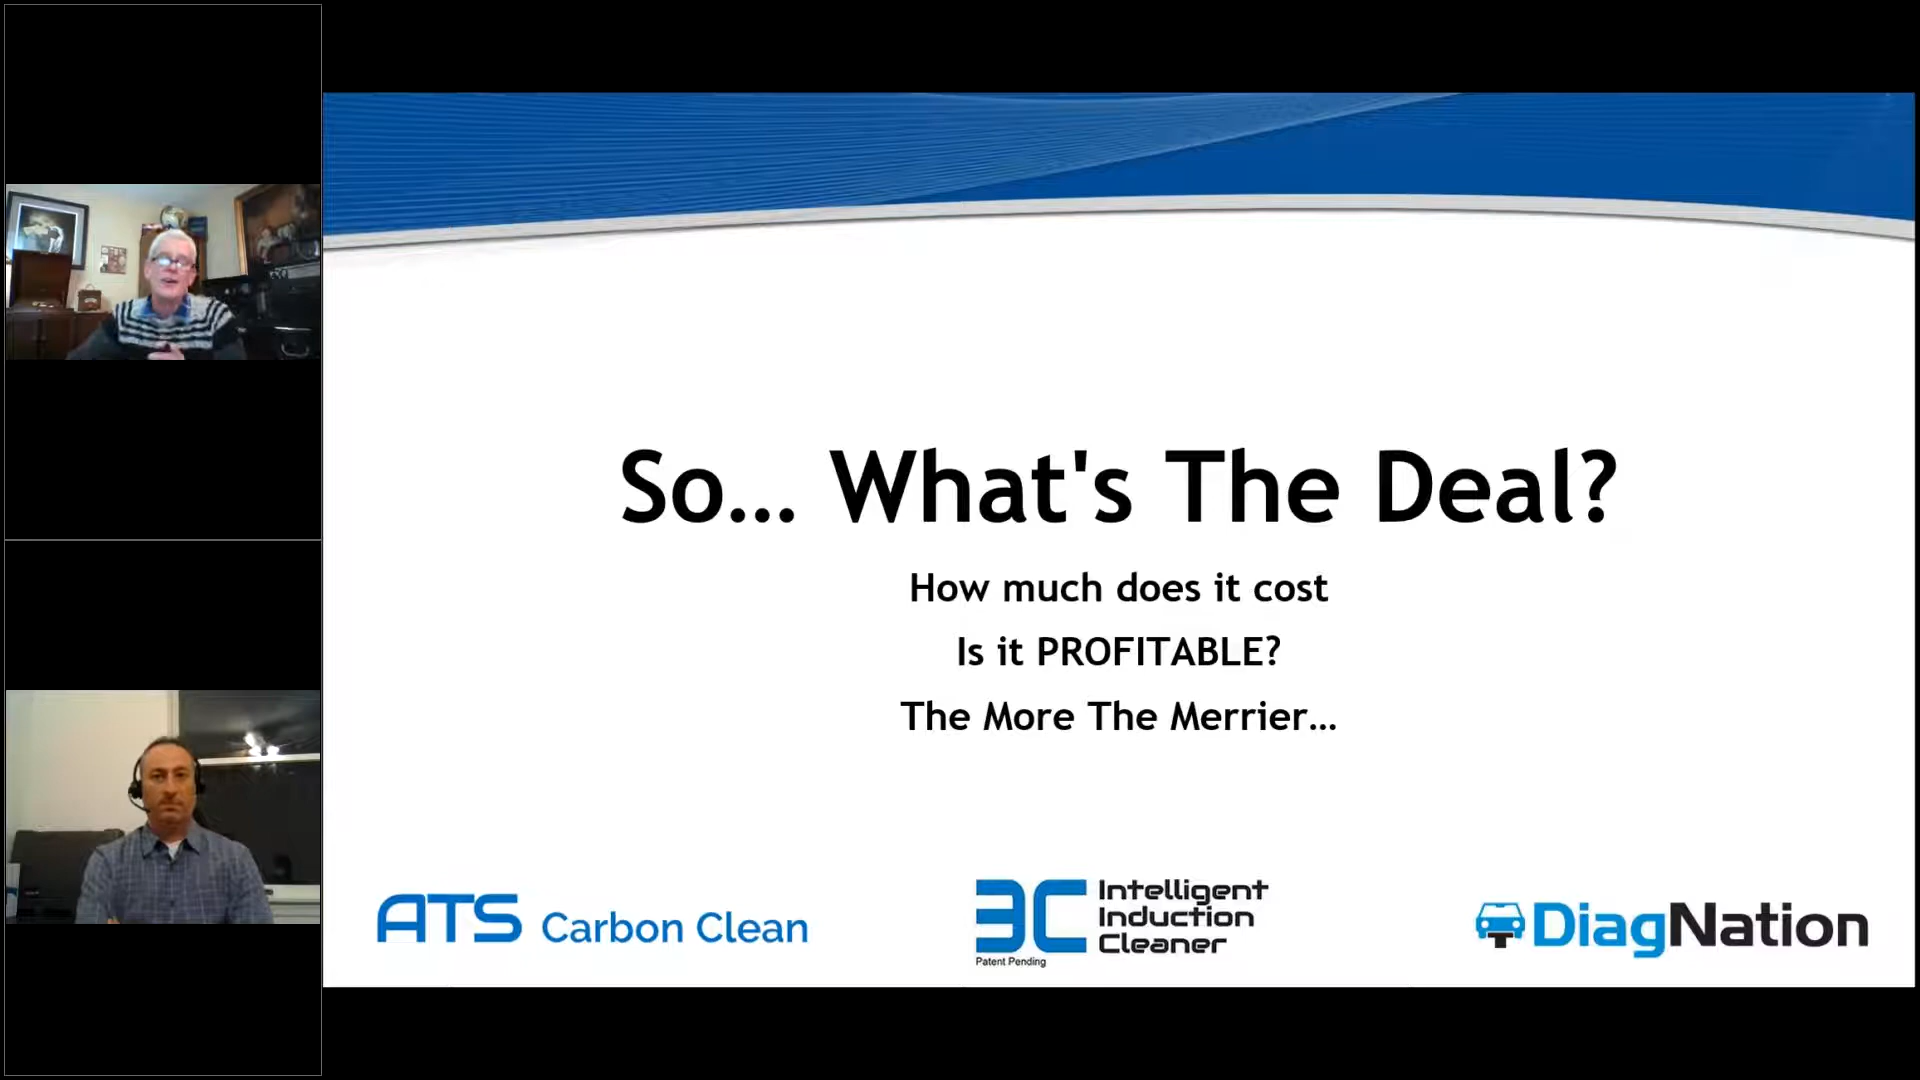 So... What's The Deal?
How much does it cost
Is it PROFITABLE?
The More The Merrier...
ATS Carbon Clean
3C Intelligent
Induction
Cleaner
Patent Pending
DiagNation